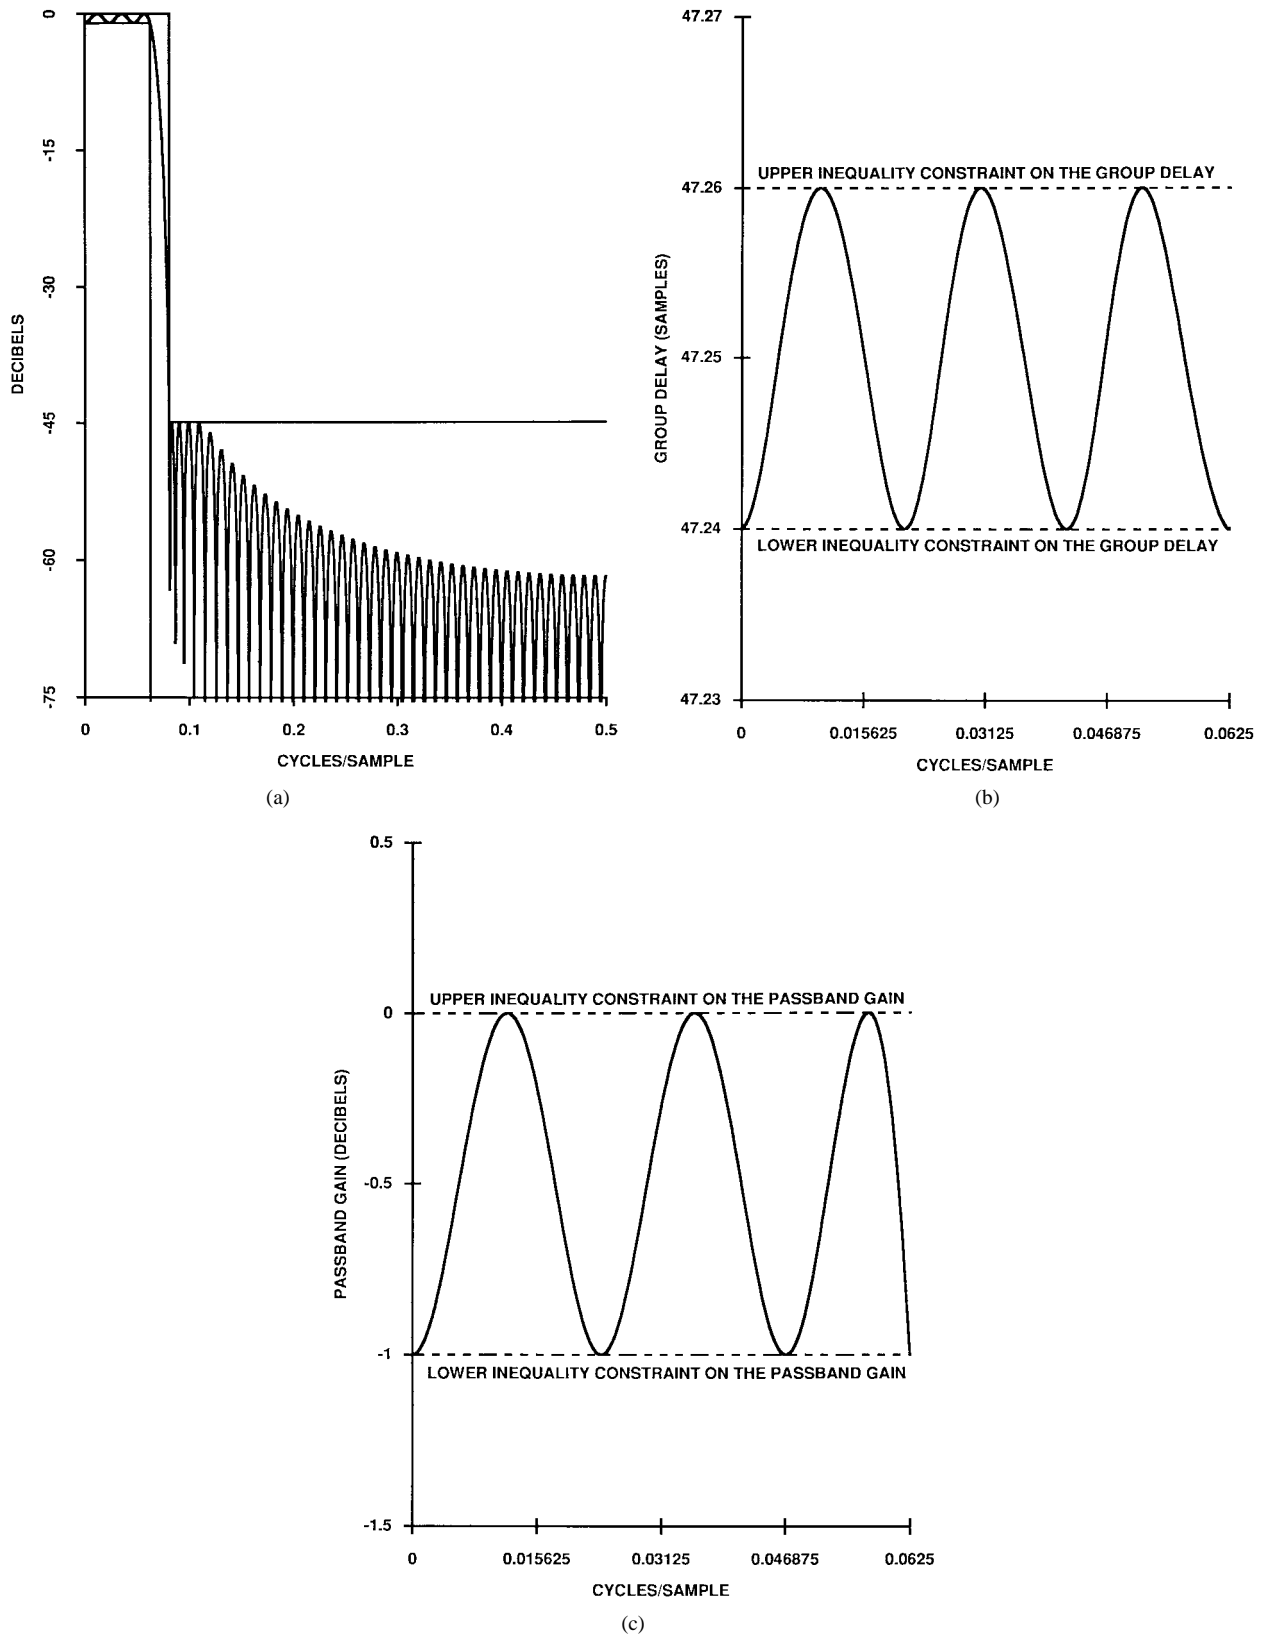 0
-15
-30
-45
-60
-75
DECIBELS
0
0.1
0.2
0.3
0.4
0.5
CYCLES/SAMPLE
(a)
47.27
47.26
47.25
47.24
47.23
GROUP DELAY (SAMPLES)
UPPER INEQUALITY CONSTRAINT ON THE GROUP DELAY
LOWER INEQUALITY CONSTRAINT ON THE GROUP DELAY
0
0.015625
0.03125
0.046875
0.0625
CYCLES/SAMPLE
(b)
0.5
0
-0.5
-1
-1.5
PASSBAND GAIN (DECIBELS)
UPPER INEQUALITY CONSTRAINT ON THE PASSBAND GAIN
LOWER INEQUALITY CONSTRAINT ON THE PASSBAND GAIN
0
0.015625
0.03125
0.046875
0.0625
CYCLES/SAMPLE
(c)